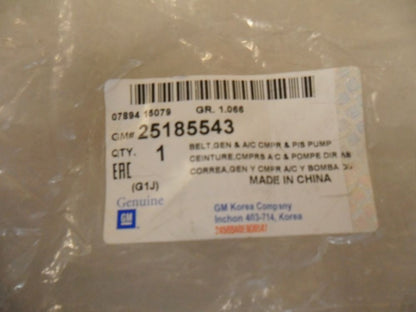 07894 15079 GR. 1.066
GM# 25185543
QTY. 1
BELT,GEN & A/C CMPR & P/S PUMP
CEINTURE,CMPRS A C & POMPE DIR
CORREA,GEN Y CMPR A/C Y BOMBA
EAC
(G1J)
MADE IN CHINA
Genuine
GM
GM Korea Company
Inchon 403-714, Korea